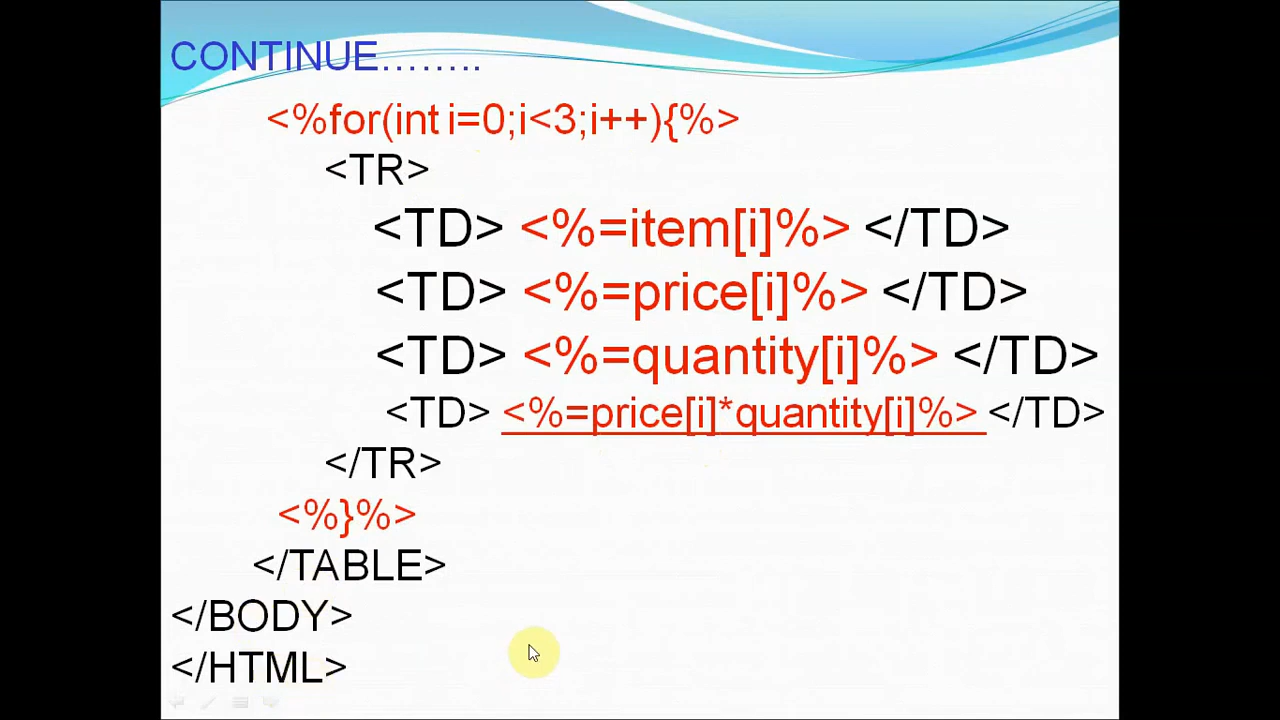 CONTINUE........
<%for(int i=0;i<3;i++){%>
<TR>
<TD> <%=item[i]%> </TD>
<TD> <%=price[i]%> </TD>
<TD> <%=quantity[i]%> </TD>
<TD> <%=price[i]*quantity[i]%> </TD>
</TR>
<%}%>
</TABLE>
</BODY>
</HTML>